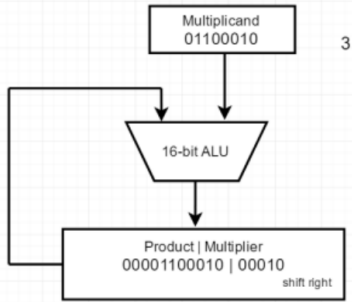 Multiplicand
01100010
3
16-bit ALU
Product | Multiplier
00001100010 | 00010
shift right